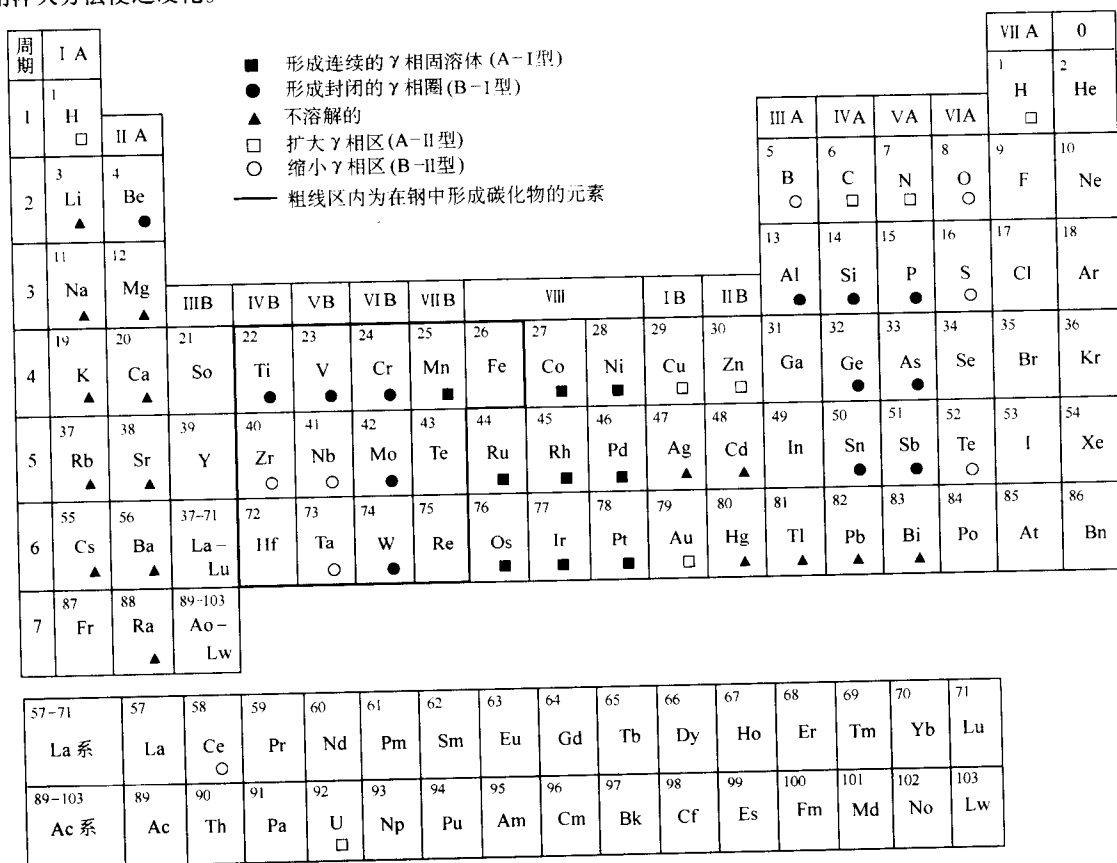 周期 I A VII A 0
■ 形成连续的 γ 相固溶体 (A-I型)
● 形成封闭的 γ 相圈 (B-I型)
▲ 不溶解的
□ 扩大 γ 相区 (A-II型)
○ 缩小 γ 相区 (B-II型)
—— 粗线区内为在钢中形成碳化物的元素
1 2
1 H He
□ □
II A III A IV A V A VI A
3 4 5 6 7 8 9 10
2 Li Be B C N O F Ne
▲ ● ○ □ □ ○
11 12 13 14 15 16 17 18
3 Na Mg Al Si P S Cl Ar
▲ ▲ ● ● ● ○
III B IV B V B VI B VII B VIII I B II B
19 20 21 22 23 24 25 26 27 28 29 30 31 32 33 34 35 36
4 K Ca So Ti V Cr Mn Fe Co Ni Cu Zn Ga Ge As Se Br Kr
▲ ▲ ● ● ● ■ ■ ■ □ □ ● ●
37 38 39 40 41 42 43 44 45 46 47 48 49 50 51 52 53 54
5 Rb Sr Y Zr Nb Mo Te Ru Rh Pd Ag Cd In Sn Sb Te I Xe
▲ ▲ ○ ○ ● ■ ■ ■ ▲ ▲ ● ● ○
55 56 37-71 72 73 74 75 76 77 78 79 80 81 82 83 84 85 86
6 Cs Ba La-Lu Hf Ta W Re Os Ir Pt Au Hg Tl Pb Bi Po At Bn
▲ ▲ ○ ● ■ ■ ■ □ ▲ ▲ ▲ ▲
87 88 89-103
7 Fr Ra Ao-Lw
▲
57-71 57 58 59 60 61 62 63 64 65 66 67 68 69 70 71
La 系 La Ce Pr Nd Pm Sm Eu Gd Tb Dy Ho Er Tm Yb Lu
○
89-103 89 90 91 92 93 94 95 96 97 98 99 100 101 102 103
Ac 系 Ac Th Pa U Np Pu Am Cm Bk Cf Es Fm Md No Lw
□